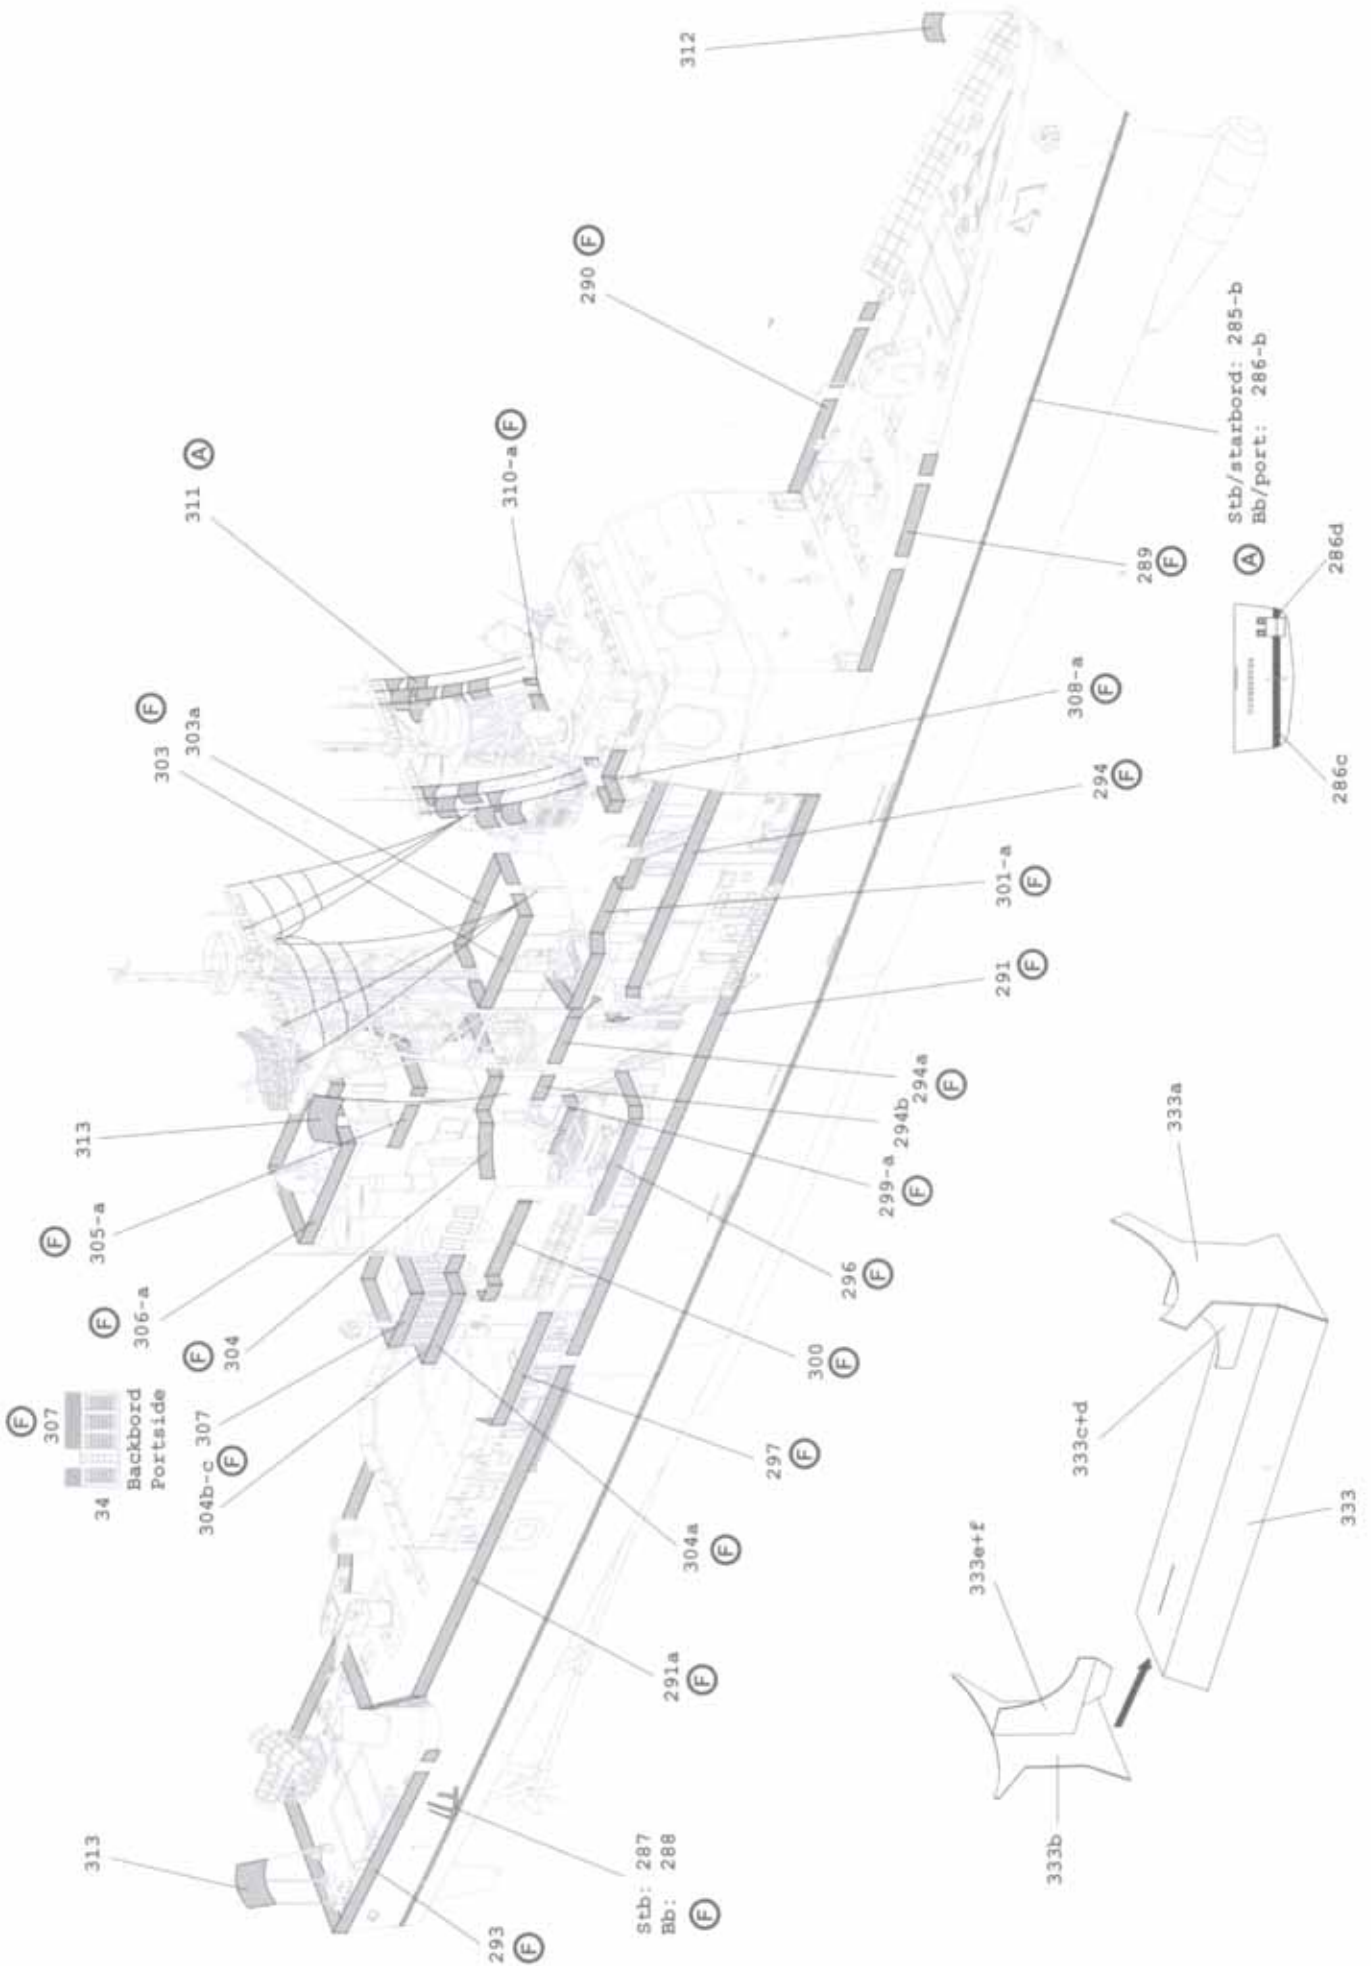 313
293 Ⓕ
Stb: 287
Bb: 288
Ⓕ
Ⓕ
307
34
Backbord
Portside
304b-c Ⓕ
307
Ⓕ
304
Ⓕ
306-a
Ⓕ
305-a
313
303
303a
Ⓕ
311 Ⓐ
310-a Ⓕ
290 Ⓕ
312
291a
Ⓕ
304a
Ⓕ
297
Ⓕ
300
Ⓕ
296
Ⓕ
299-a
Ⓕ
294b
294a
Ⓕ
291 Ⓕ
301-a
Ⓕ
294
Ⓕ
308-a
Ⓕ
289
Ⓕ
Ⓐ
Stb/starbord: 285-b
Bb/port: 286-b
286c
286d
333b
333e+f
333c+d
333a
333